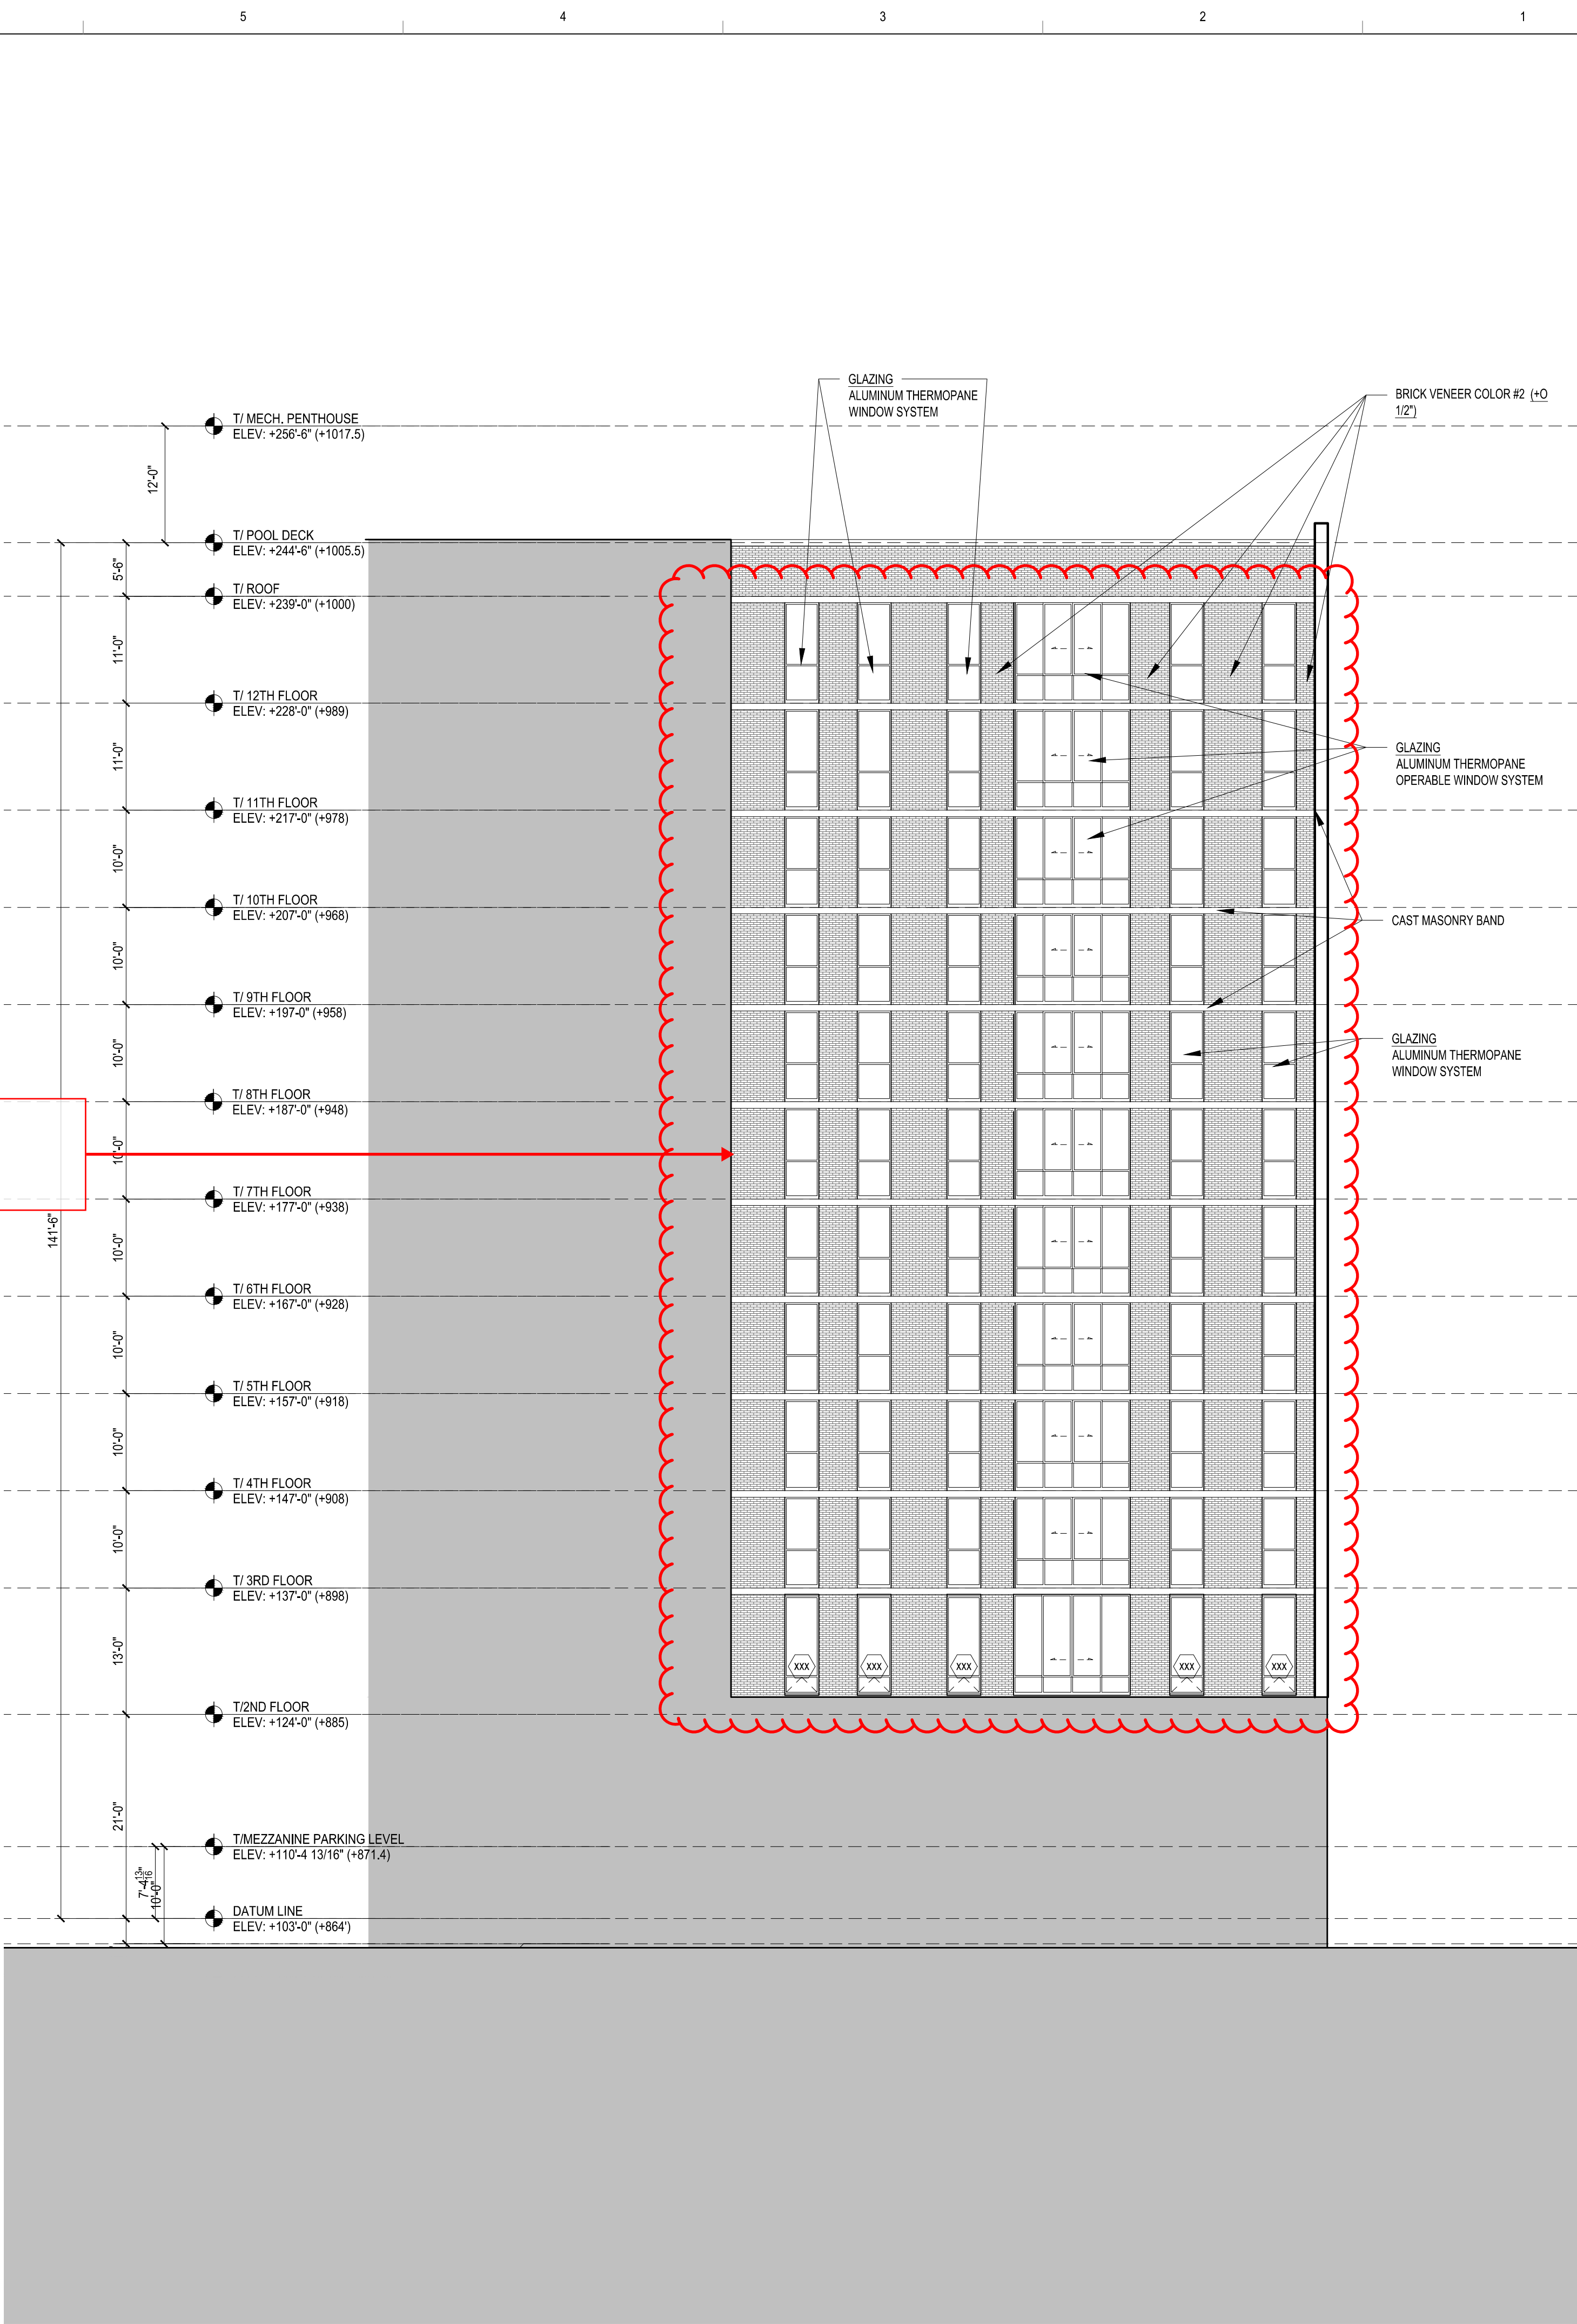 5 4 3 2 1
GLAZING
ALUMINUM THERMOPANE
WINDOW SYSTEM
BRICK VENEER COLOR #2 (+O
1/2")
T/ MECH. PENTHOUSE
ELEV: +256'-6" (+1017.5)
12'-0"
T/ POOL DECK
ELEV: +244'-6" (+1005.5)
5'-6"
T/ ROOF
ELEV: +239'-0" (+1000)
11'-0"
T/ 12TH FLOOR
ELEV: +228'-0" (+989)
11'-0"
GLAZING
ALUMINUM THERMOPANE
OPERABLE WINDOW SYSTEM
T/ 11TH FLOOR
ELEV: +217'-0" (+978)
10'-0"
T/ 10TH FLOOR
ELEV: +207'-0" (+968)
CAST MASONRY BAND
10'-0"
T/ 9TH FLOOR
ELEV: +197'-0" (+958)
10'-0"
GLAZING
ALUMINUM THERMOPANE
WINDOW SYSTEM
T/ 8TH FLOOR
ELEV: +187'-0" (+948)
10'-0"
T/ 7TH FLOOR
ELEV: +177'-0" (+938)
141'-6"
10'-0"
T/ 6TH FLOOR
ELEV: +167'-0" (+928)
10'-0"
T/ 5TH FLOOR
ELEV: +157'-0" (+918)
10'-0"
T/ 4TH FLOOR
ELEV: +147'-0" (+908)
10'-0"
T/ 3RD FLOOR
ELEV: +137'-0" (+898)
13'-0"
XXX XXX XXX XXX XXX
T/2ND FLOOR
ELEV: +124'-0" (+885)
21'-0"
T/MEZZANINE PARKING LEVEL
ELEV: +110'-4 13/16" (+871.4)
7'-4 13/16"
10'-0"
DATUM LINE
ELEV: +103'-0" (+864')